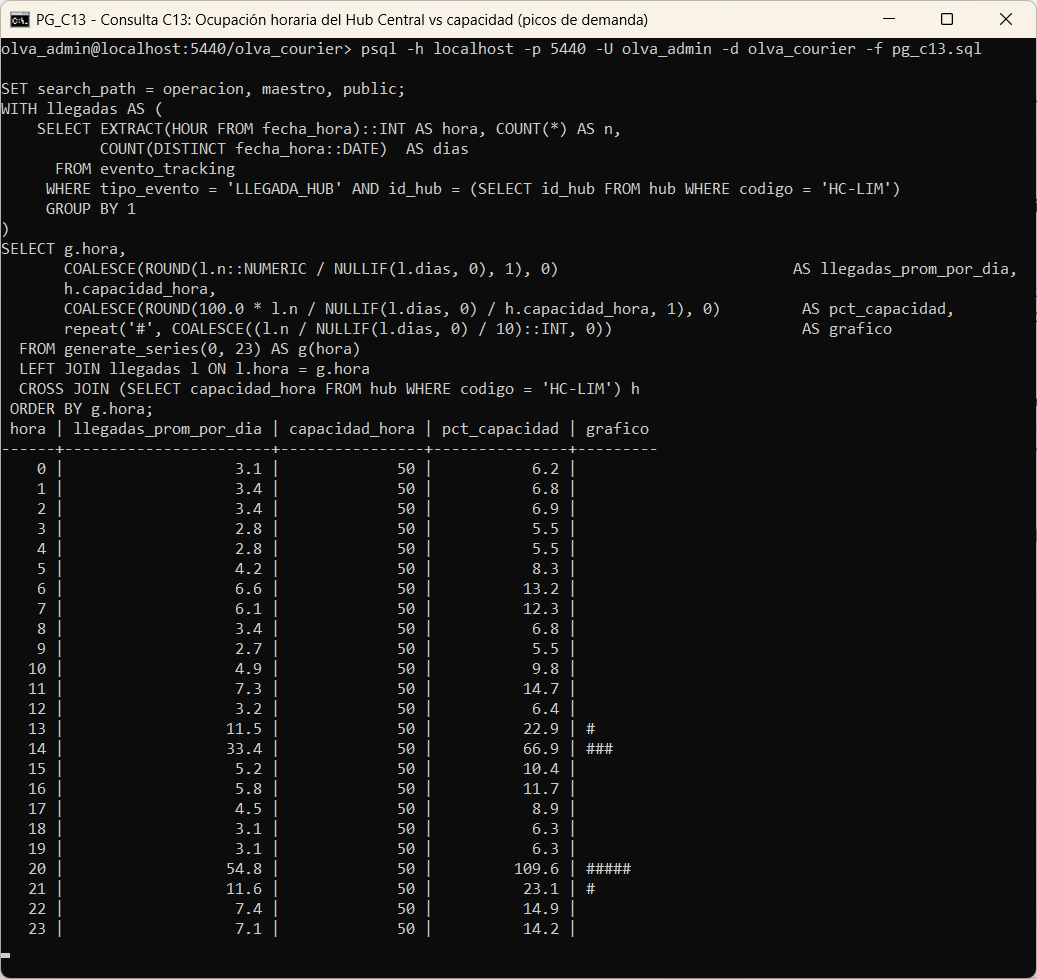 PG_C13 - Consulta C13: Ocupación horaria del Hub Central vs capacidad (picos de demanda)
olva_admin@localhost:5440/olva_courier> psql -h localhost -p 5440 -U olva_admin -d olva_courier -f pg_c13.sql
SET search_path = operacion, maestro, public;
WITH llegadas AS (
    SELECT EXTRACT(HOUR FROM fecha_hora)::INT AS hora, COUNT(*) AS n,
           COUNT(DISTINCT fecha_hora::DATE)  AS dias
      FROM evento_tracking
     WHERE tipo_evento = 'LLEGADA_HUB' AND id_hub = (SELECT id_hub FROM hub WHERE codigo = 'HC-LIM')
     GROUP BY 1
)
SELECT g.hora,
       COALESCE(ROUND(l.n::NUMERIC / NULLIF(l.dias, 0), 1), 0)                          AS llegadas_prom_por_dia,
       h.capacidad_hora,
       COALESCE(ROUND(100.0 * l.n / NULLIF(l.dias, 0) / h.capacidad_hora, 1), 0)         AS pct_capacidad,
       repeat('#', COALESCE((l.n / NULLIF(l.dias, 0) / 10)::INT, 0))                     AS grafico
  FROM generate_series(0, 23) AS g(hora)
  LEFT JOIN llegadas l ON l.hora = g.hora
  CROSS JOIN (SELECT capacidad_hora FROM hub WHERE codigo = 'HC-LIM') h
 ORDER BY g.hora;
 hora | llegadas_prom_por_dia | capacidad_hora | pct_capacidad | grafico
------+-----------------------+----------------+---------------+---------
    0 |                   3.1 |             50 |           6.2 |
    1 |                   3.4 |             50 |           6.8 |
    2 |                   3.4 |             50 |           6.9 |
    3 |                   2.8 |             50 |           5.5 |
    4 |                   2.8 |             50 |           5.5 |
    5 |                   4.2 |             50 |           8.3 |
    6 |                   6.6 |             50 |          13.2 |
    7 |                   6.1 |             50 |          12.3 |
    8 |                   3.4 |             50 |           6.8 |
    9 |                   2.7 |             50 |           5.5 |
   10 |                   4.9 |             50 |           9.8 |
   11 |                   7.3 |             50 |          14.7 |
   12 |                   3.2 |             50 |           6.4 |
   13 |                  11.5 |             50 |          22.9 | #
   14 |                  33.4 |             50 |          66.9 | ###
   15 |                   5.2 |             50 |          10.4 |
   16 |                   5.8 |             50 |          11.7 |
   17 |                   4.5 |             50 |           8.9 |
   18 |                   3.1 |             50 |           6.3 |
   19 |                   3.1 |             50 |           6.3 |
   20 |                  54.8 |             50 |         109.6 | #####
   21 |                  11.6 |             50 |          23.1 | #
   22 |                   7.4 |             50 |          14.9 |
   23 |                   7.1 |             50 |          14.2 |